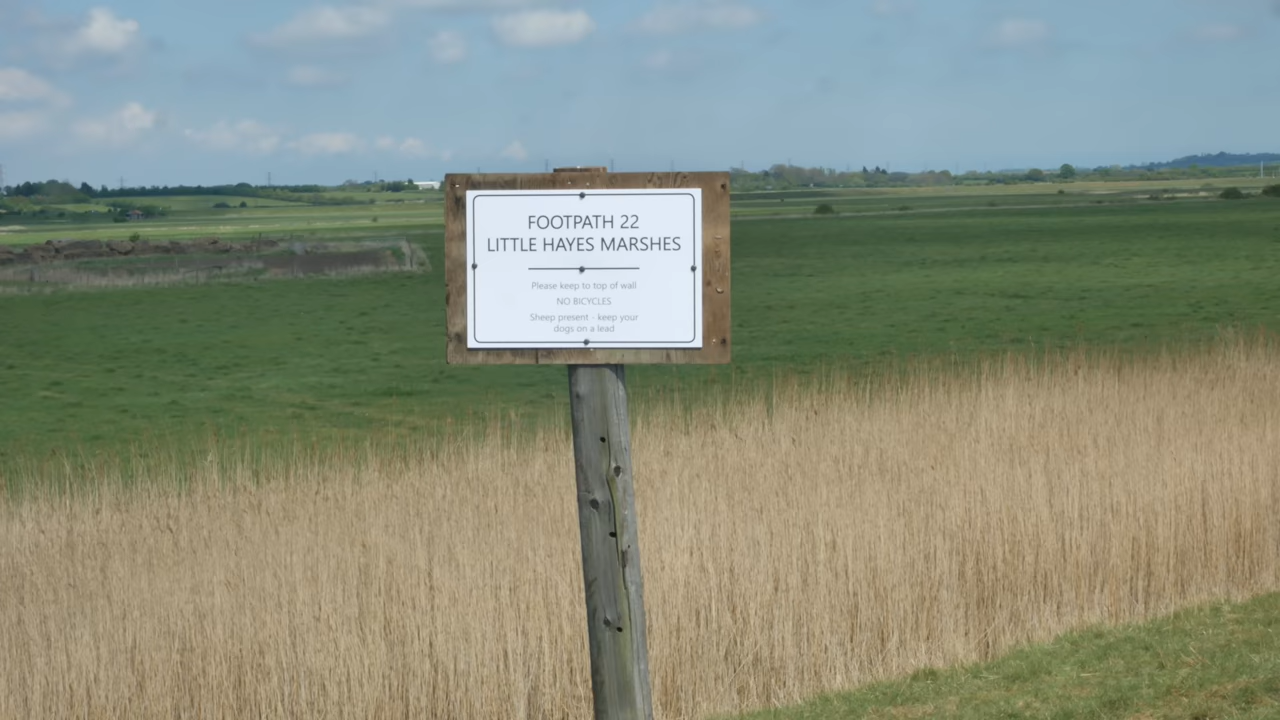 FOOTPATH 22
LITTLE HAYES MARSHES
Please keep to top of wall
NO BICYCLES
Sheep present - keep your
dogs on a lead